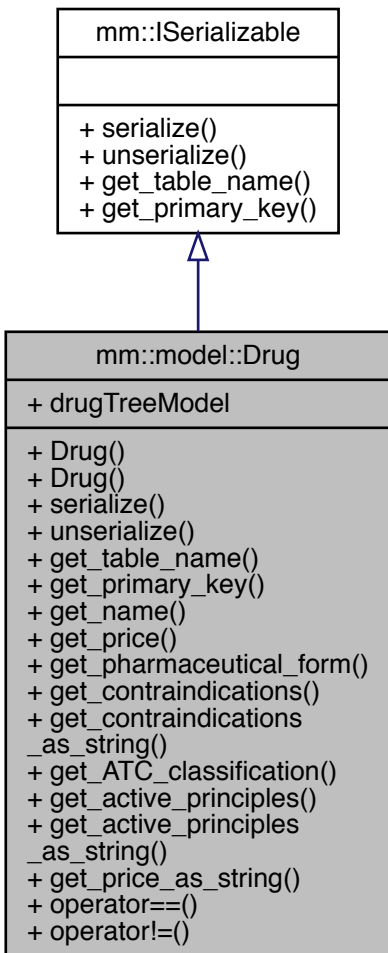 mm::ISerializable
+ serialize()
+ unserialize()
+ get_table_name()
+ get_primary_key()
mm::model::Drug
+ drugTreeModel
+ Drug()
+ Drug()
+ serialize()
+ unserialize()
+ get_table_name()
+ get_primary_key()
+ get_name()
+ get_price()
+ get_pharmaceutical_form()
+ get_contraindications()
+ get_contraindications
_as_string()
+ get_ATC_classification()
+ get_active_principles()
+ get_active_principles
_as_string()
+ get_price_as_string()
+ operator==()
+ operator!=()